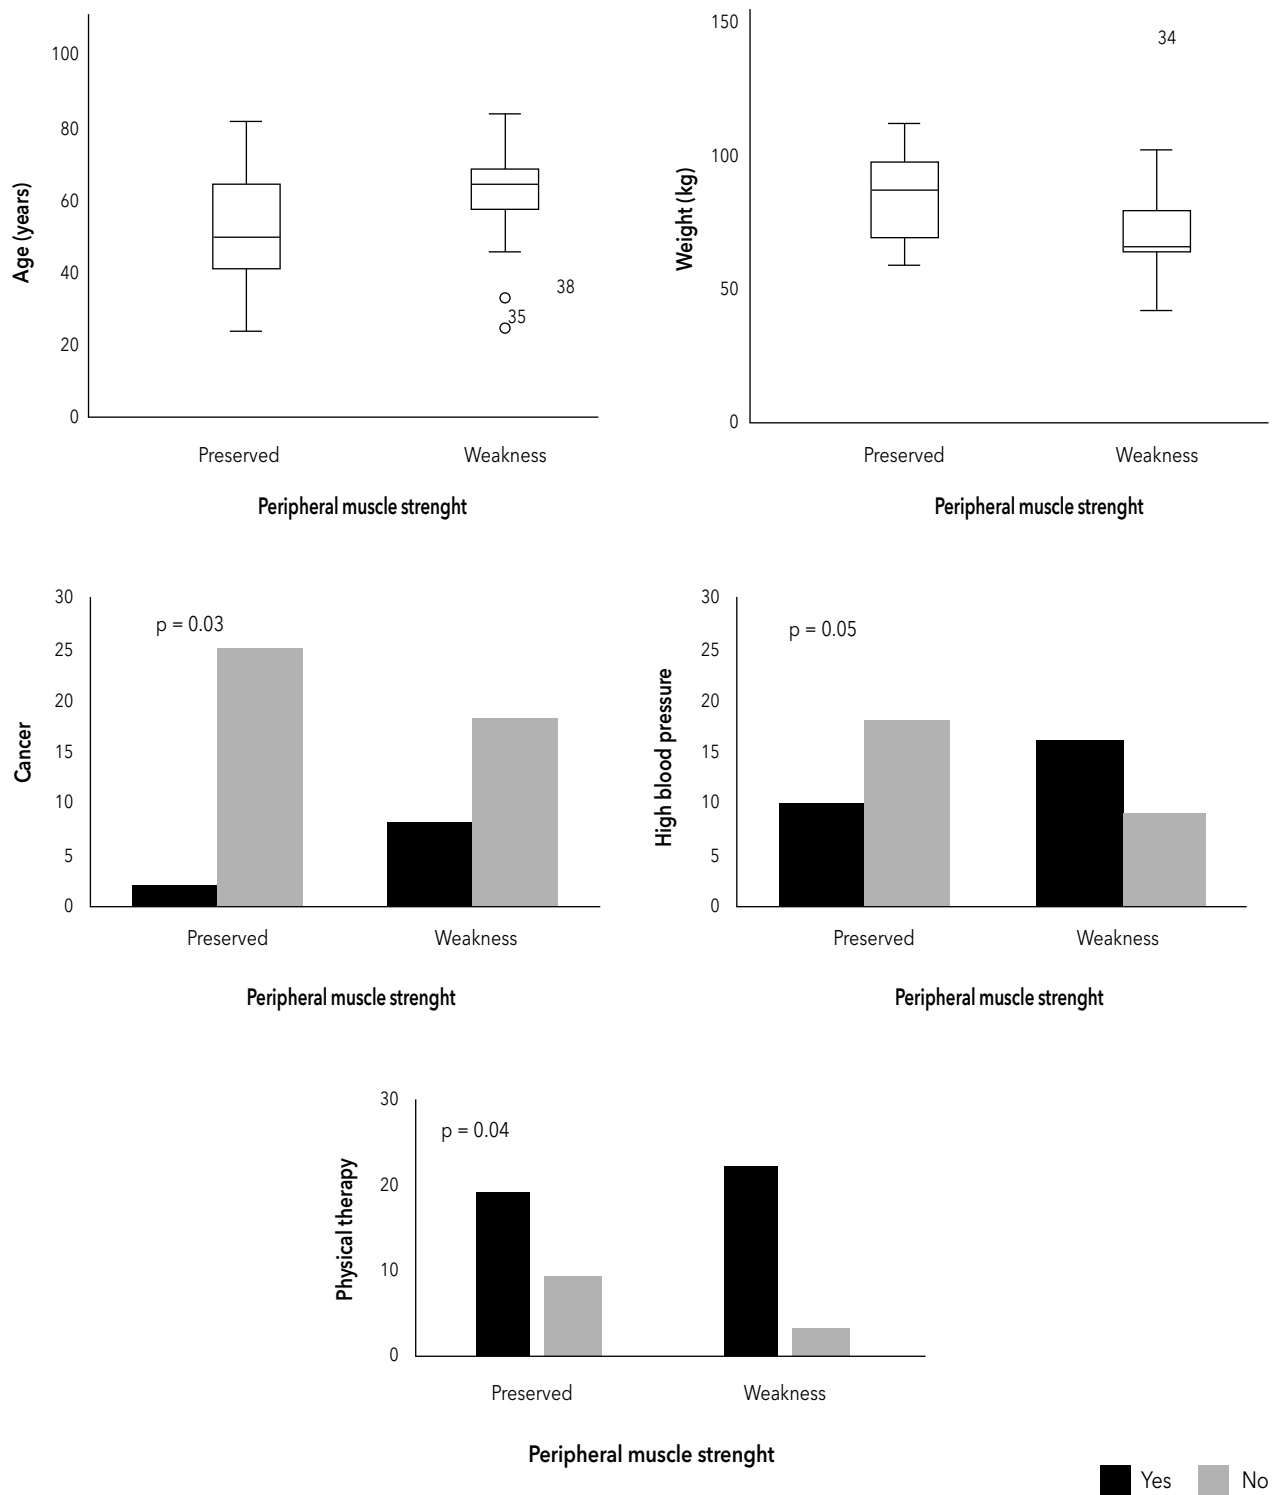 Age (years)
100
80
60
40
20
0
38
35
Preserved
Weakness
Peripheral muscle strenght
Weight (kg)
150
100
50
0
34
Preserved
Weakness
Peripheral muscle strenght
Cancer
30
25
20
15
10
5
0
p = 0.03
Preserved
Weakness
Peripheral muscle strenght
High blood pressure
30
25
20
15
10
5
0
p = 0.05
Preserved
Weakness
Peripheral muscle strenght
Physical therapy
30
20
10
0
p = 0.04
Preserved
Weakness
Peripheral muscle strenght
Yes
No